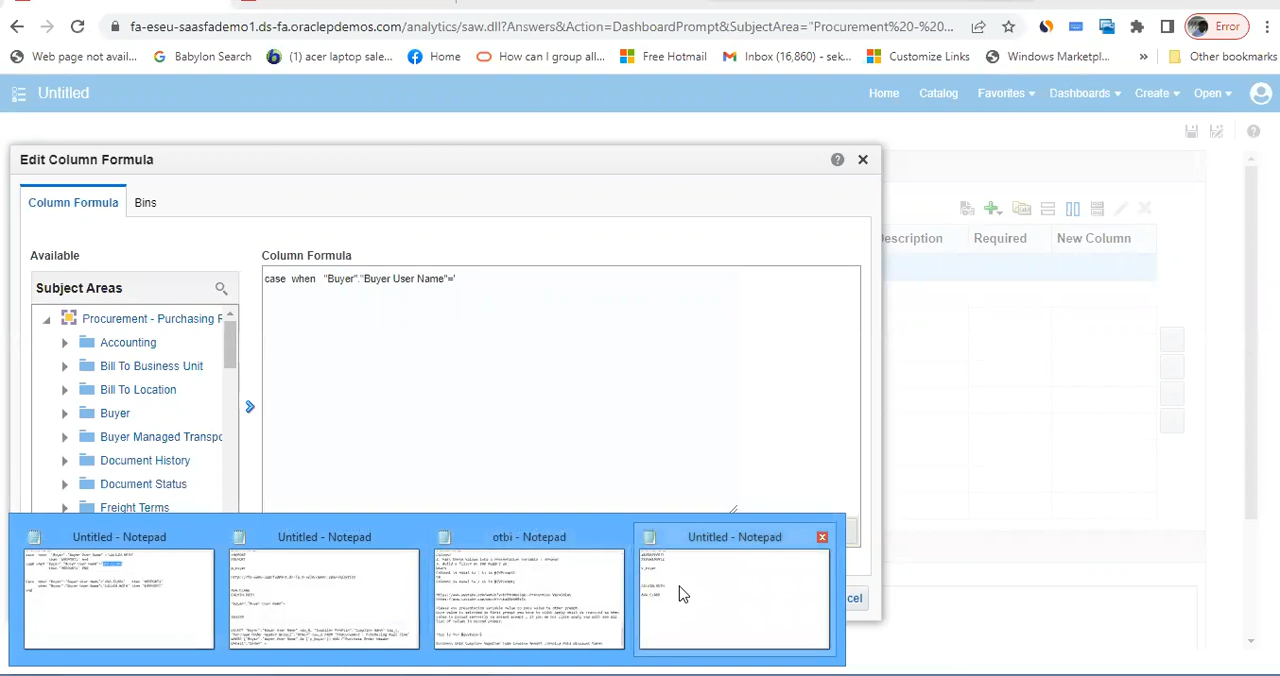 fa-eseu-saasfademo1.ds-fa.oraclepdemos.com/analytics/saw.dll?Answers&Action=DashboardPrompt&SubjectArea="Procurement%20-%20...
Error
Web page not avail...
Babylon Search
(1) acer laptop sale...
Home
How can I group all...
Free Hotmail
Inbox (16,860) - sek...
Customize Links
Windows Marketpl...
»
Other bookmarks
Untitled
Home
Catalog
Favorites
Dashboards
Create
Open
Edit Column Formula
Column Formula
Bins
Description
Required
New Column
Available
Column Formula
Subject Areas
case when "Buyer"."Buyer User Name"='
Procurement - Purchasing R
Accounting
Bill To Business Unit
Bill To Location
Buyer
Buyer Managed Transpo
Document History
Document Status
Freight Terms
Untitled - Notepad
Untitled - Notepad
otbi - Notepad
Untitled - Notepad
cel